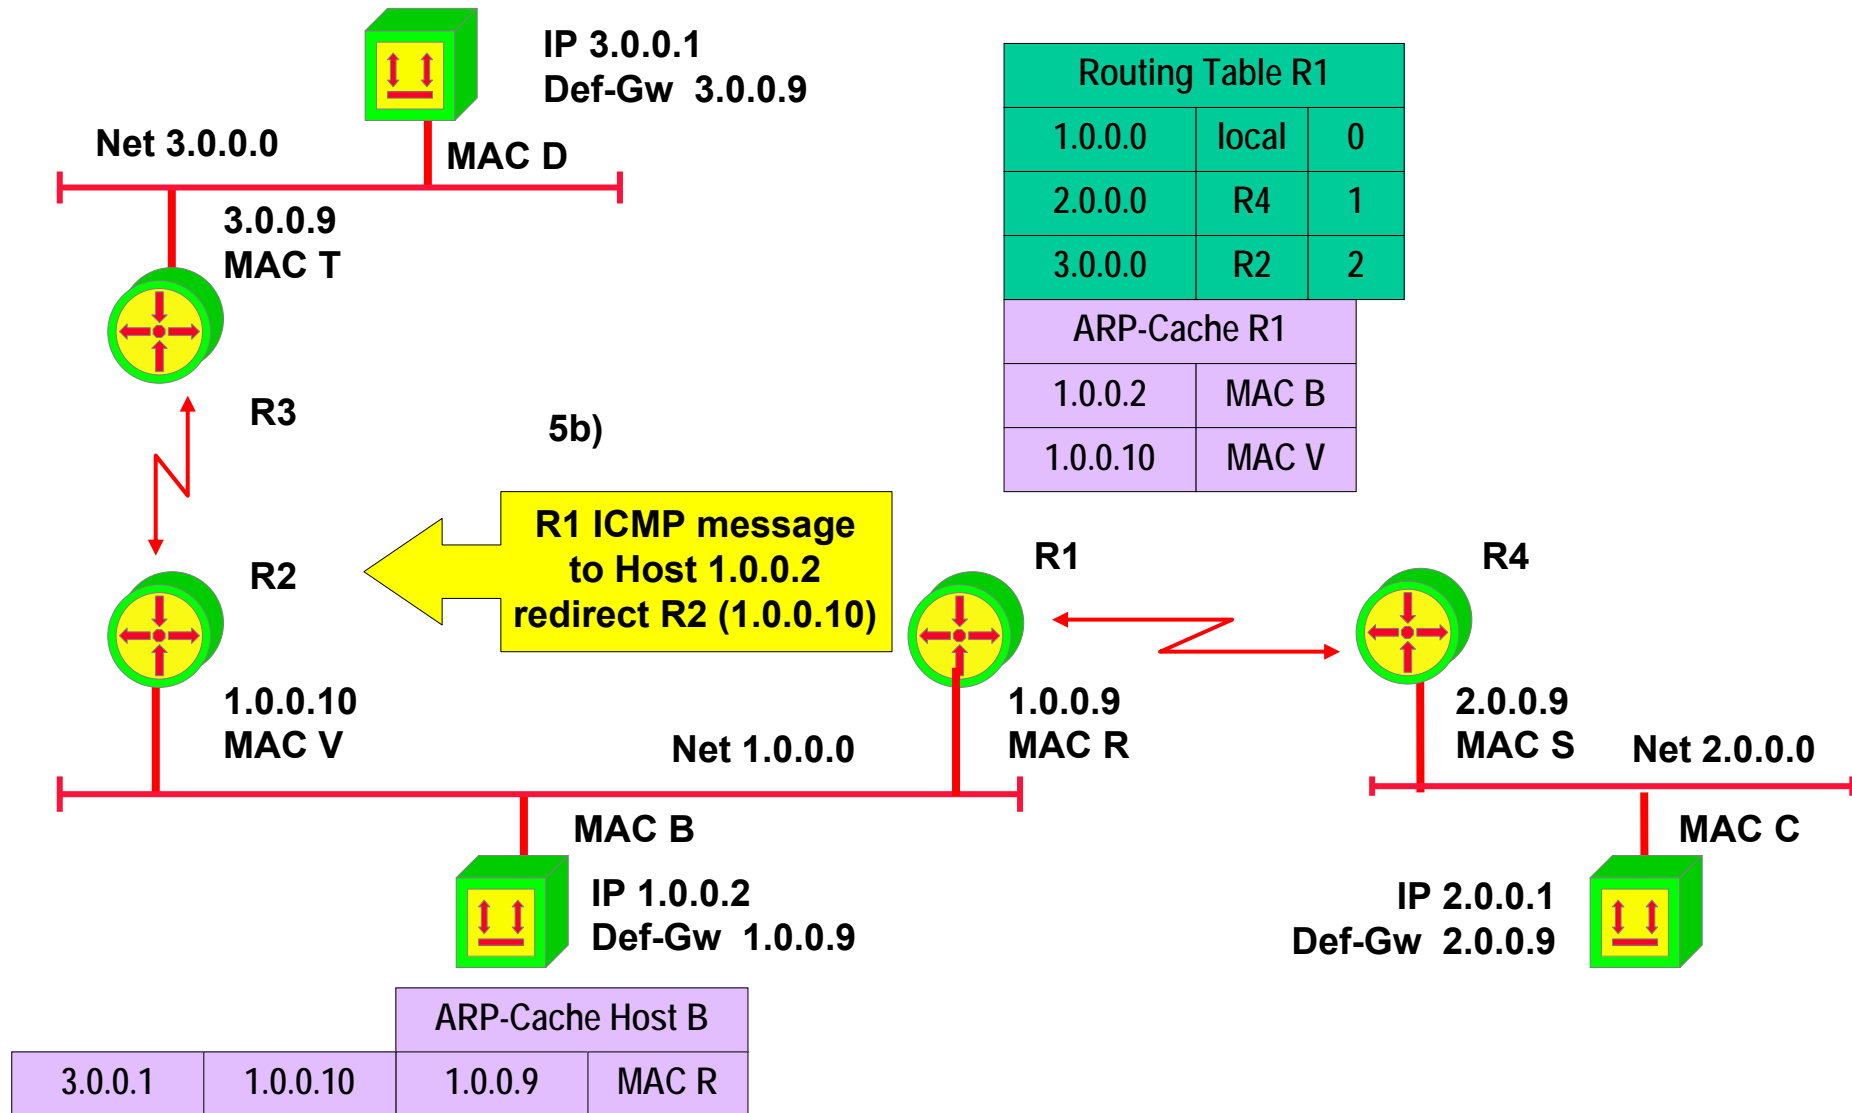 IP 3.0.0.1
Def-Gw 3.0.0.9
Net 3.0.0.0
MAC D
3.0.0.9
MAC T
R3
Routing Table R1
1.0.0.0 local 0
2.0.0.0 R4 1
3.0.0.0 R2 2
ARP-Cache R1
1.0.0.2 MAC B
1.0.0.10 MAC V
5b)
R1 ICMP message
to Host 1.0.0.2
redirect R2 (1.0.0.10)
R2
R1
R4
1.0.0.10
MAC V
Net 1.0.0.0
1.0.0.9
MAC R
2.0.0.9
MAC S
Net 2.0.0.0
MAC B
MAC C
IP 1.0.0.2
Def-Gw 1.0.0.9
IP 2.0.0.1
Def-Gw 2.0.0.9
ARP-Cache Host B
3.0.0.1 1.0.0.10 1.0.0.9 MAC R